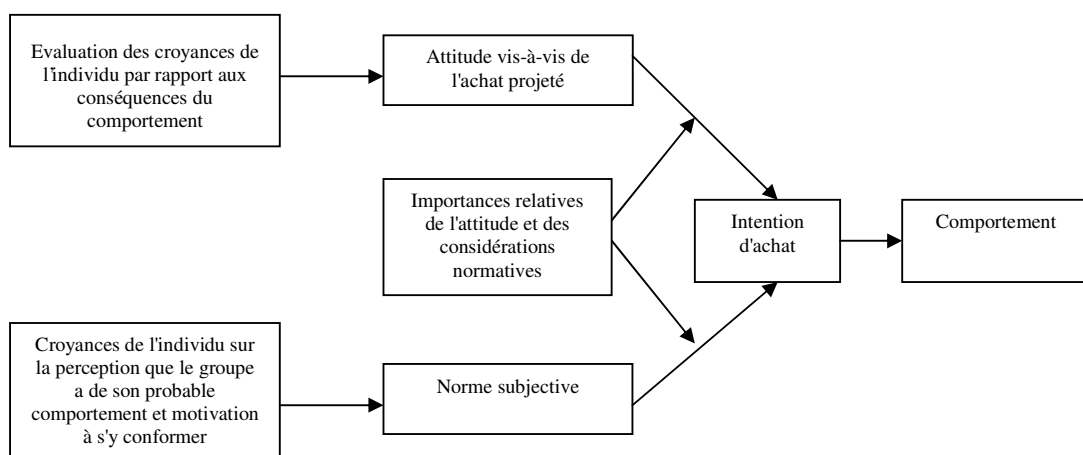 Evaluation des croyances de
l'individu par rapport aux
conséquences du
comportement
Attitude vis-à-vis de
l'achat projeté
Importances relatives
de l'attitude et des
considérations
normatives
Intention
d'achat
Comportement
Croyances de l'individu sur
la perception que le groupe
a de son probable
comportement et motivation
à s'y conformer
Norme subjective